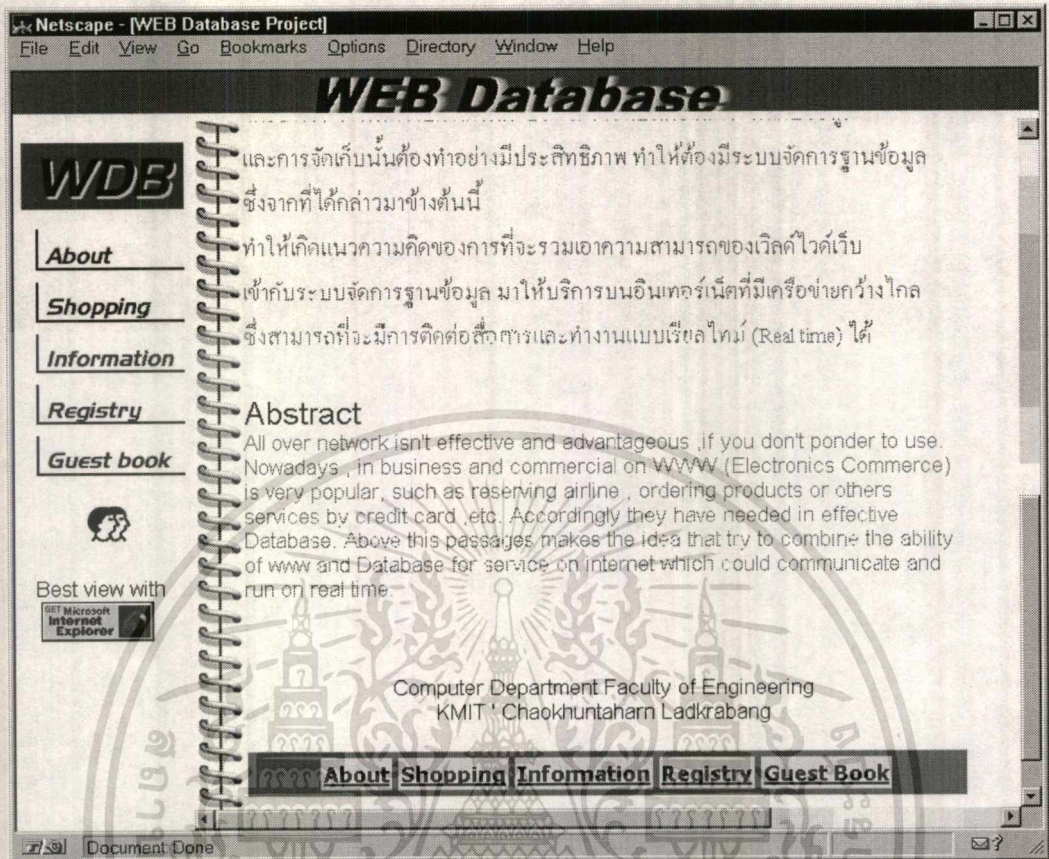 Netscape - [WEB Database Project]
File Edit View Go Bookmarks Options Directory Window Help
WEB Database
WDB
About
Shopping
Information
Registry
Guest book
Best view with
GET Microsoft
Internet
Explorer
และการจัดเก็บนั้นต้องทำอย่างมีประสิทธิภาพ ทำให้ต้องมีระบบจัดการฐานข้อมูล
ซึ่งจากที่ได้กล่าวมาข้างต้นนี้
ทำให้เกิดแนวความคิดของการที่จะรวมเอาความสามารถของเวิลด์ไวด์เว็บ
เข้ากับระบบจัดการฐานข้อมูล มาให้บริการบนอินเทอร์เน็ตที่มีเครือข่ายกว้างไกล
ซึ่งสามารถที่จะมีการติดต่อสื่อสารและทำงานแบบเรียลไทม์ (Real time) ได้
Abstract
All over network isn't effective and advantageous ,if you don't ponder to use.
Nowadays , in business and commercial on WWW (Electronics Commerce)
is very popular, such as reserving airline , ordering products or others
services by credit card ,etc. Accordingly they have needed in effective
Database. Above this passages makes the idea that try to combine the ability
of www and Database for service on internet which could communicate and
run on real time.
Computer Department Faculty of Engineering
KMIT ' Chaokhuntaharn Ladkrabang
About Shopping Information Registry Guest Book
Document Done